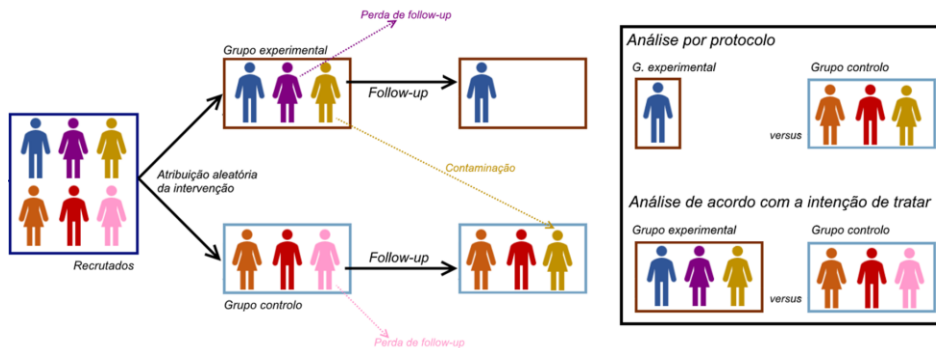 Perda de follow-up
Grupo experimental
Follow-up
Recrutados
Atribuição aleatória
da intervenção
Contaminação
Grupo controlo
Follow-up
Perda de follow-up
Análise por protocolo
G. experimental
Grupo controlo
versus
Análise de acordo com a intenção de tratar
Grupo experimental
Grupo controlo
versus